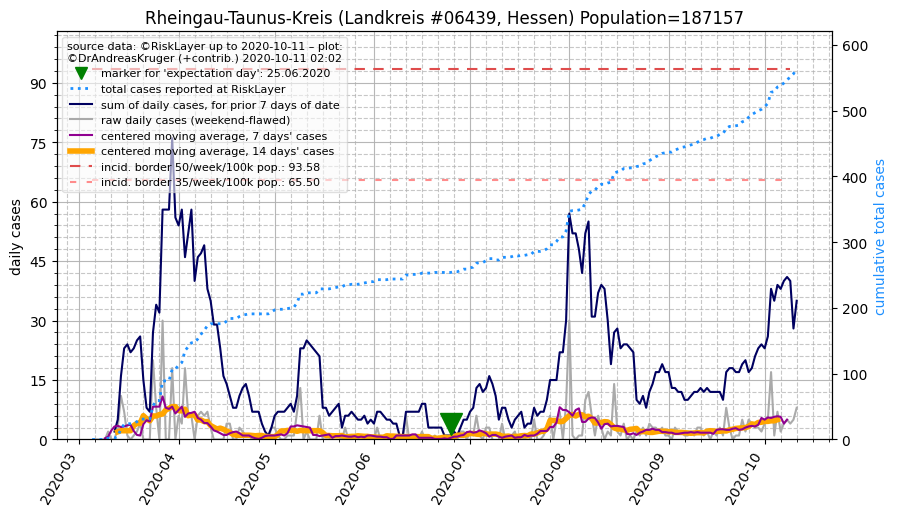 Rheingau-Taunus-Kreis (Landkreis #06439, Hessen) Population=187157
source data: ©RiskLayer up to 2020-10-11 – plot:
©DrAndreasKruger (+contrib.) 2020-10-11 02:02
marker for 'expectation day': 25.06.2020
total cases reported at RiskLayer
sum of daily cases, for prior 7 days of date
raw daily cases (weekend-flawed)
centered moving average, 7 days' cases
centered moving average, 14 days' cases
incid. border 50/week/100k pop.: 93.58
incid. border 35/week/100k pop.: 65.50
daily cases
90
75
60
45
30
15
0
cumulative total cases
600
500
400
300
200
100
0
2020-03
2020-04
2020-05
2020-06
2020-07
2020-08
2020-09
2020-10